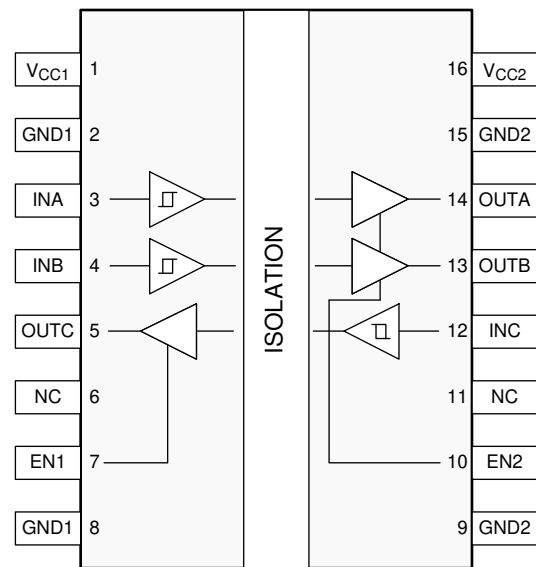 VCC1 1 16 VCC2
GND1 2 15 GND2
INA 3 14 OUTA
INB 4 13 OUTB
OUTC 5 12 INC
NC 6 11 NC
EN1 7 10 EN2
GND1 8 9 GND2
ISOLATION